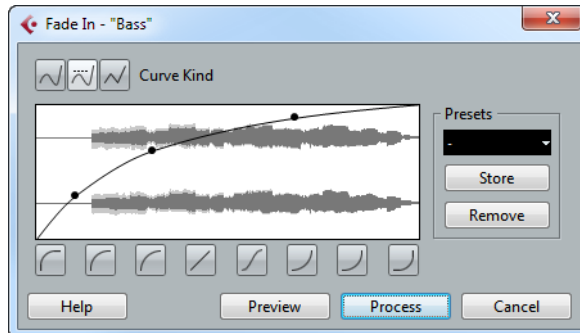 Fade In - "Bass"
Curve Kind
Presets
-
Store
Remove
Help
Preview
Process
Cancel